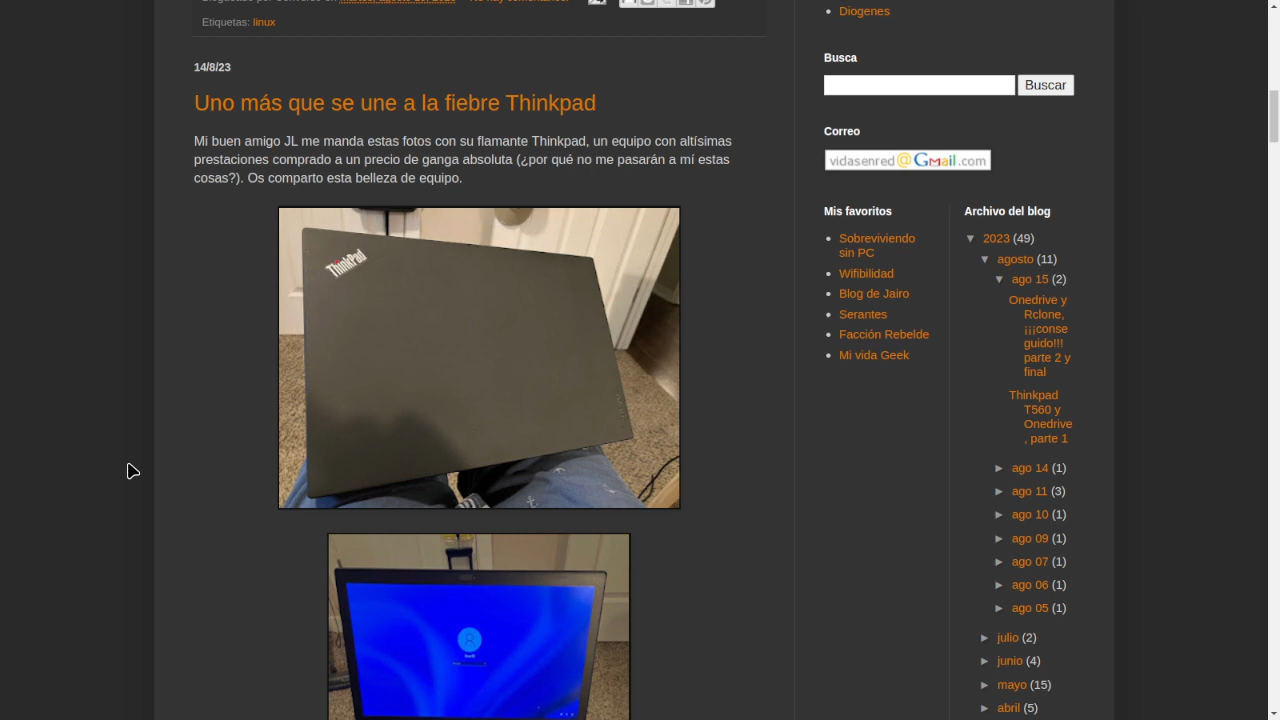 Etiquetas: linux
14/8/23
Uno más que se une a la fiebre Thinkpad
Mi buen amigo JL me manda estas fotos con su flamante Thinkpad, un equipo con altísimas
prestaciones comprado a un precio de ganga absoluta (¿por qué no me pasarán a mí estas
cosas?). Os comparto esta belleza de equipo.
ThinkPad
Diogenes
Busca
Buscar
Correo
vidasenred@Gmail.com
Mis favoritos
Sobreviviendo
sin PC
Wifibilidad
Blog de Jairo
Serantes
Facción Rebelde
Mi vida Geek
Archivo del blog
▼ 2023 (49)
▼ agosto (11)
▼ ago 15 (2)
Onedrive y
Rclone,
¡¡¡conse
guido!!!
parte 2 y
final
Thinkpad
T560 y
Onedrive
, parte 1
► ago 14 (1)
► ago 11 (3)
► ago 10 (1)
► ago 09 (1)
► ago 07 (1)
► ago 06 (1)
► ago 05 (1)
► julio (2)
► junio (4)
► mayo (15)
► abril (5)